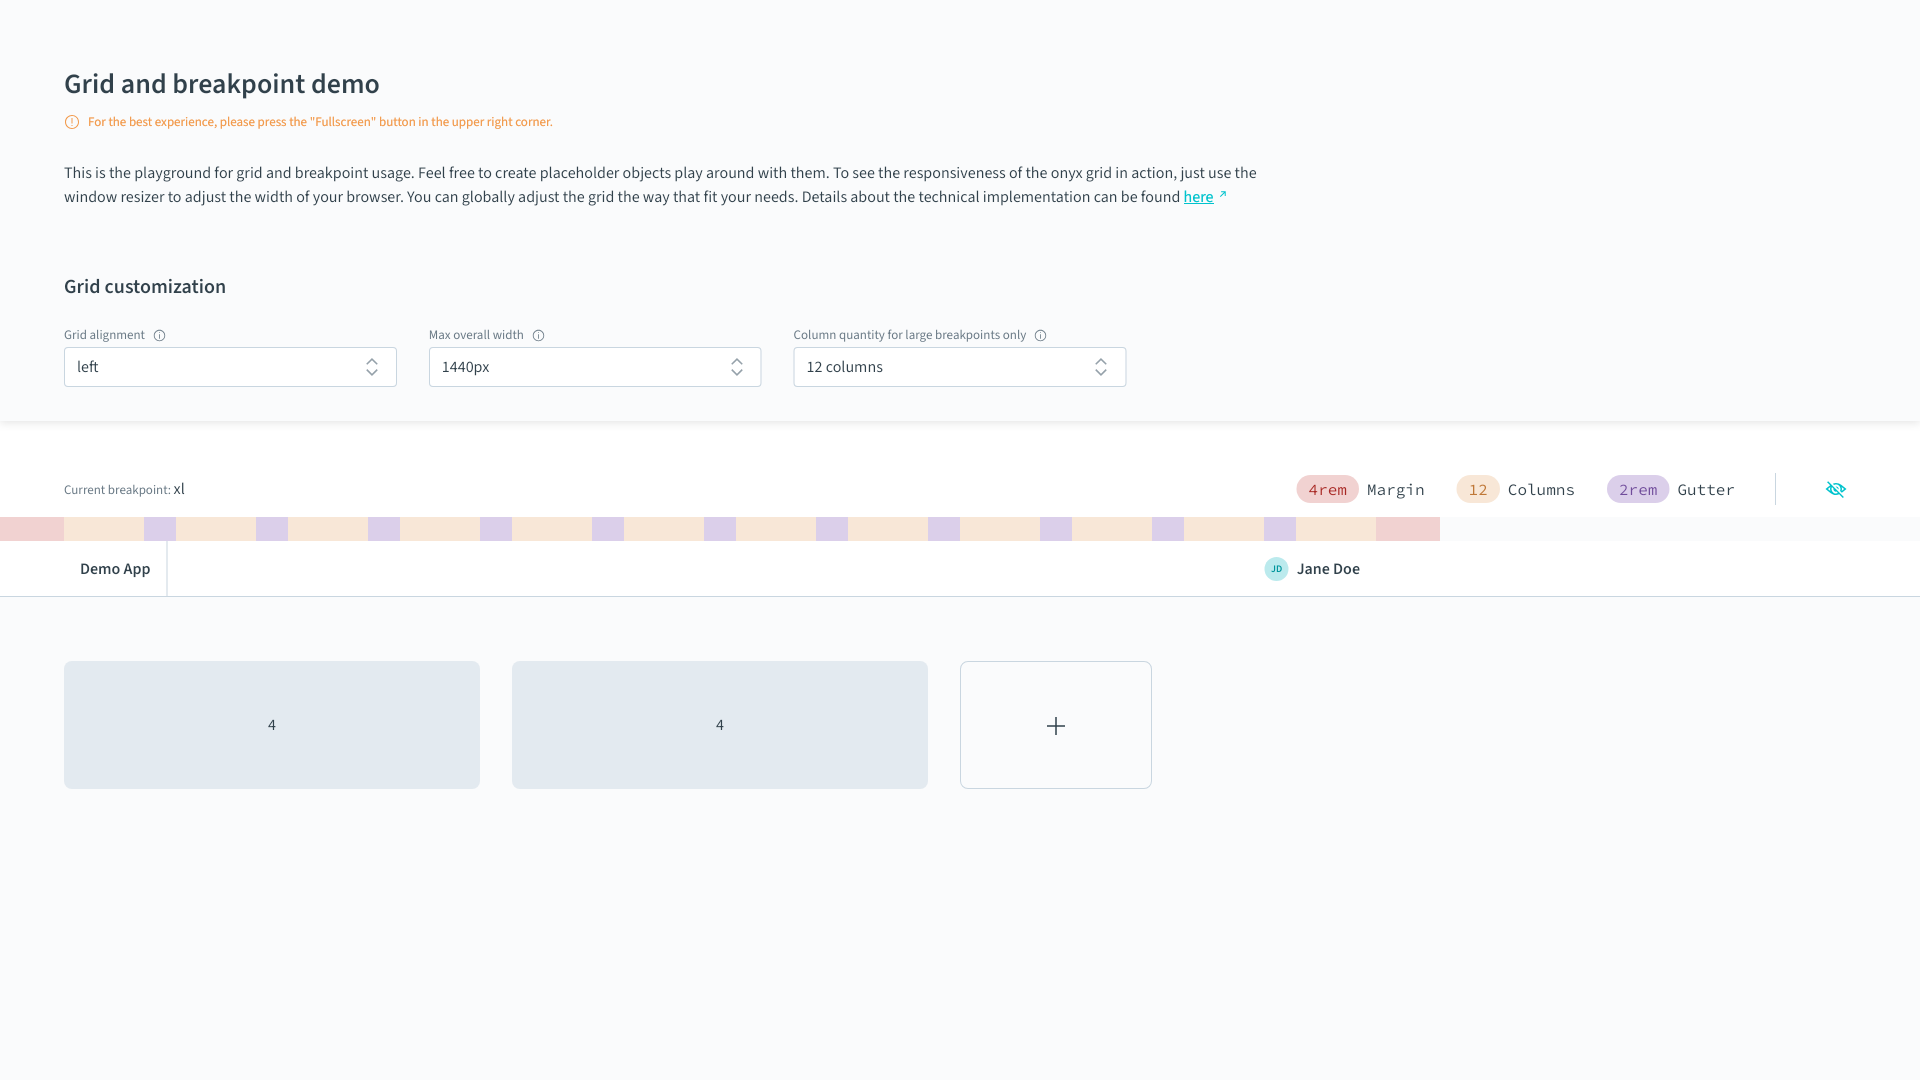 Grid and breakpoint demo
For the best experience, please press the "Fullscreen" button in the upper right corner.
This is the playground for grid and breakpoint usage. Feel free to create placeholder objects play around with them. To see the responsiveness of the onyx grid in action, just use the
window resizer to adjust the width of your browser. You can globally adjust the grid the way that fit your needs. Details about the technical implementation can be found here
Grid customization
Grid alignment
Max overall width
Column quantity for large breakpoints only
left
1440px
12 columns
Current breakpoint: xl
4rem Margin
12 Columns
2rem Gutter
Demo App
JD Jane Doe
4
4